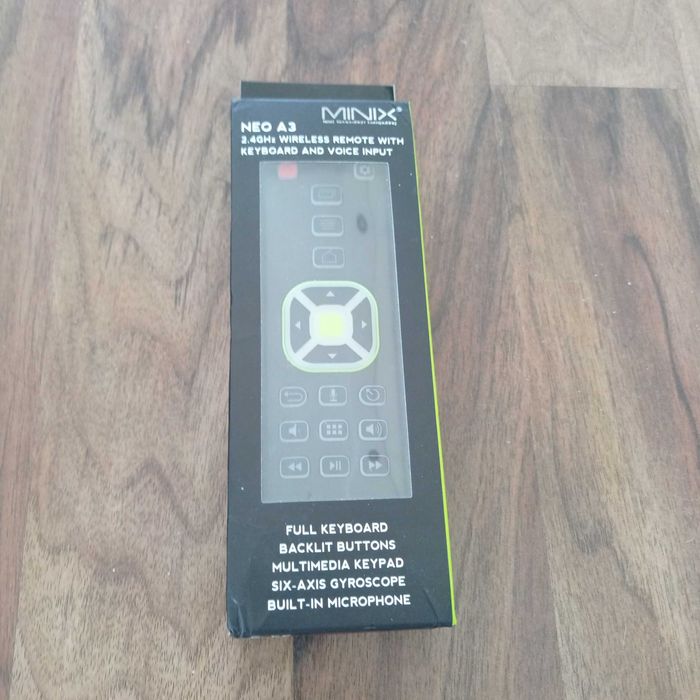 MINIX
NEO A3
2.4GHz WIRELESS REMOTE WITH
KEYBOARD AND VOICE INPUT
FULL KEYBOARD
BACKLIT BUTTONS
MULTIMEDIA KEYPAD
SIX-AXIS GYROSCOPE
BUILT-IN MICROPHONE